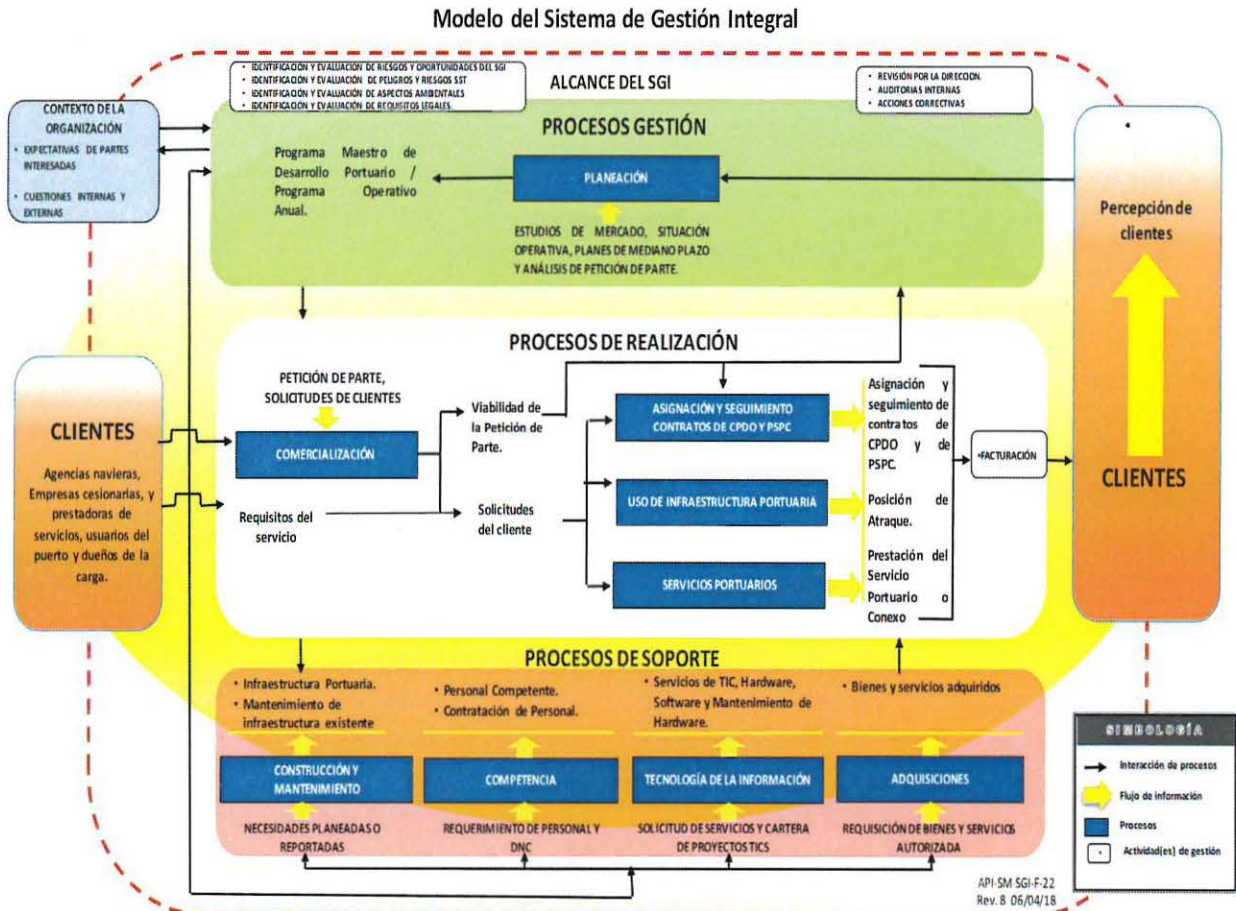 Modelo del Sistema de Gestión Integral
• IDENTIFICACIÓN Y EVALUACIÓN DE RIESGOS Y OPORTUNIDADES DEL SGI
• IDENTIFICACIÓN Y EVALUACIÓN DE PELIGROS Y RIESGOS SST
• IDENTIFICACIÓN Y EVALUACIÓN DE ASPECTOS AMBIENTALES
• IDENTIFICACIÓN Y EVALUACIÓN DE REQUISITOS LEGALES.
ALCANCE DEL SGI
• REVISIÓN POR LA DIRECCION.
• AUDITORIAS INTERNAS
• ACCIONES CORRECTIVAS
CONTEXTO DE LA
ORGANIZACIÓN
• EXPECTATIVAS DE PARTES
INTERESADAS
• CUESTIONES INTERNAS Y
EXTERNAS
PROCESOS GESTIÓN
Programa Maestro de
Desarrollo Portuario /
Programa Operativo
Anual.
PLANEACIÓN
ESTUDIOS DE MERCADO, SITUACIÓN
OPERATIVA, PLANES DE MEDIANO PLAZO
Y ANÁLISIS DE PETICIÓN DE PARTE.
Percepción de
clientes
CLIENTES
PROCESOS DE REALIZACIÓN
CLIENTES
Agencias navieras,
Empresas cesionarias, y
prestadoras de
servicios, usuarios del
puerto y dueños de la
carga.
PETICIÓN DE PARTE,
SOLICITUDES DE CLIENTES
COMERCIALIZACIÓN
Requisitos del
servicio
Viabilidad de
la Petición de
Parte.
Solicitudes
del cliente
ASIGNACIÓN Y SEGUIMIENTO
CONTRATOS DE CPDO Y PSPC
USO DE INFRAESTRUCTURA PORTUARIA
SERVICIOS PORTUARIOS
Asignación y
seguimiento de
contratos de
CPDO y de
PSPC.
Posición de
Atraque.
Prestación del
Servicio
Portuario o
Conexo
•FACTURACIÓN
PROCESOS DE SOPORTE
• Infraestructura Portuaria.
• Mantenimiento de
infraestructura existente
• Personal Competente.
• Contratación de Personal.
• Servicios de TIC, Hardware,
Software y Mantenimiento de
Hardware.
• Bienes y servicios adquiridos
CONSTRUCCIÓN Y
MANTENIMIENTO
COMPETENCIA
TECNOLOGÍA DE LA INFORMACIÓN
ADQUISICIONES
NECESIDADES PLANEADAS O
REPORTADAS
REQUERIMIENTO DE PERSONAL Y
DNC
SOLICITUD DE SERVICIOS Y CARTERA
DE PROYECTOS TICS
REQUISICIÓN DE BIENES Y SERVICIOS
AUTORIZADA
SIMBOLOGÍA
Interacción de procesos
Flujo de información
Procesos
Actividad(es) de gestión
API-SM-SGI-F-22
Rev. 8 06/04/18